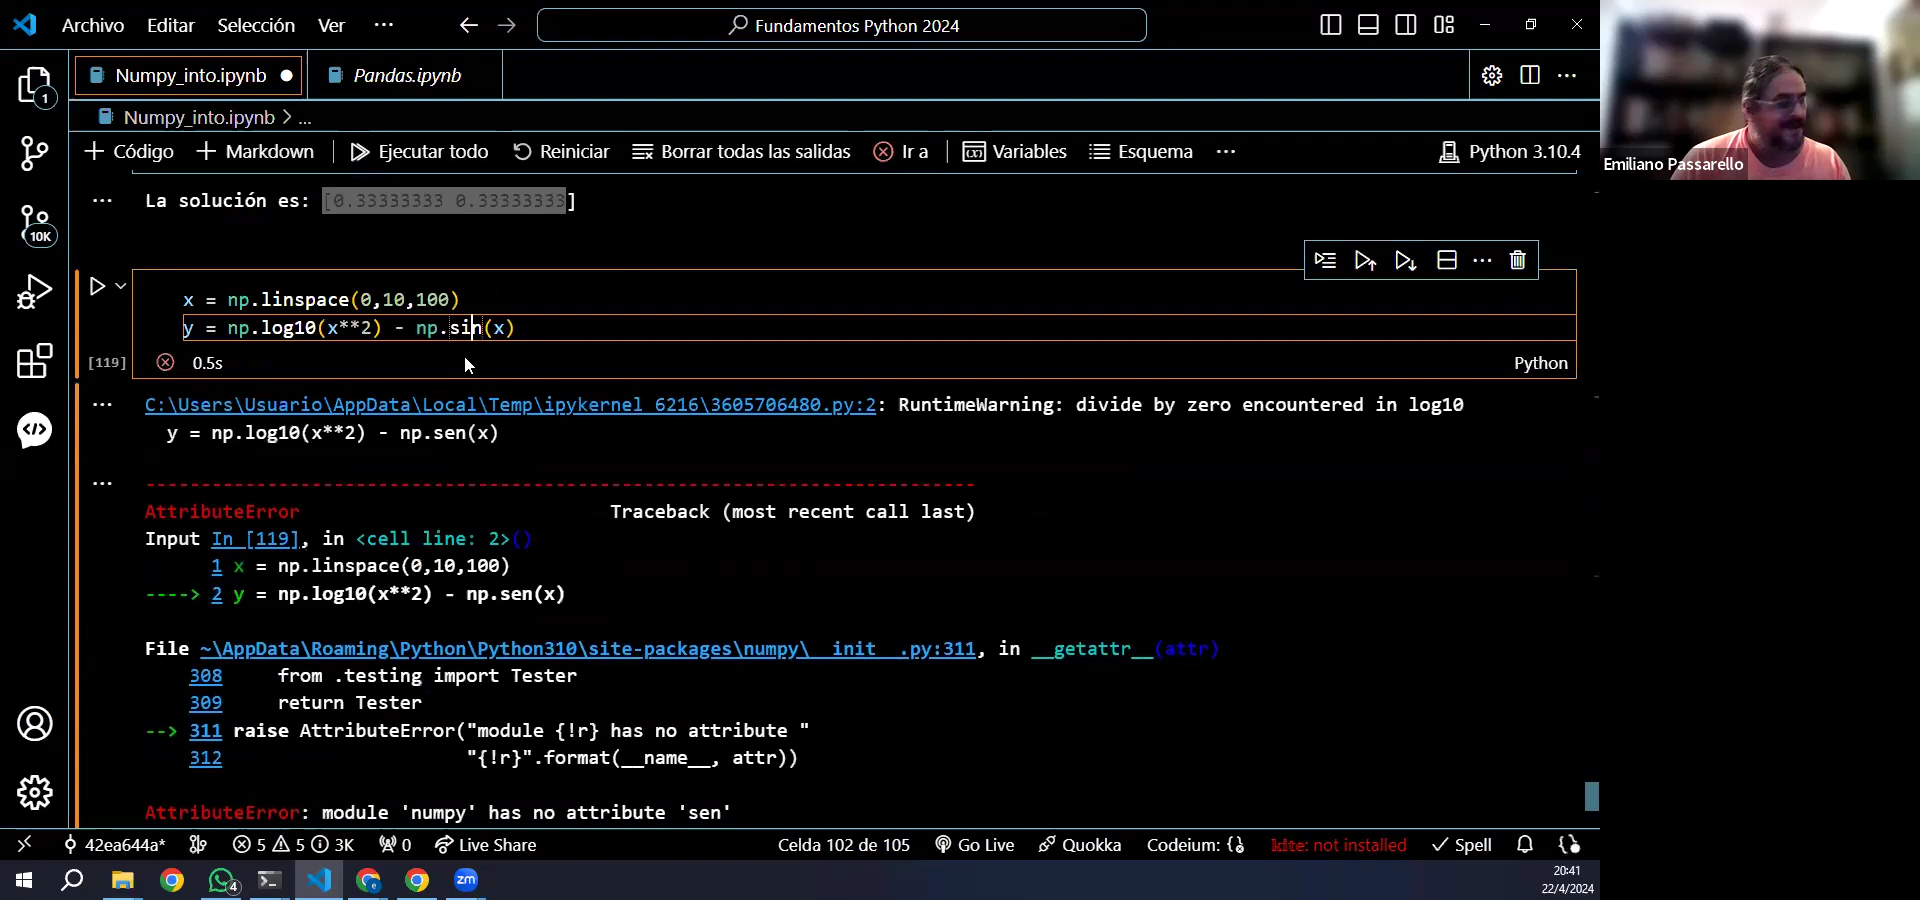 Archivo Editar Selección Ver ··· Fundamentos Python 2024
Numpy_into.ipynb Pandas.ipynb
Numpy_into.ipynb > ...
+ Código + Markdown Ejecutar todo Reiniciar Borrar todas las salidas Ir a Variables Esquema ··· Python 3.10.4
Emiliano Passarello
1
10K
··· La solución es: [0.33333333 0.33333333]
x = np.linspace(0,10,100)
y = np.log10(x**2) - np.sin(x)
[119] 0.5s Python
··· C:\Users\Usuario\AppData\Local\Temp\ipykernel_6216\3605706480.py:2: RuntimeWarning: divide by zero encountered in log10
y = np.log10(x**2) - np.sen(x)
··· ---------------------------------------------------------------------------
AttributeError Traceback (most recent call last)
Input In [119], in <cell line: 2>()
1 x = np.linspace(0,10,100)
----> 2 y = np.log10(x**2) - np.sen(x)
File ~\AppData\Roaming\Python\Python310\site-packages\numpy\__init__.py:311, in __getattr__(attr)
308 from .testing import Tester
309 return Tester
--> 311 raise AttributeError("module {!r} has no attribute "
312 "{!r}".format(__name__, attr))
AttributeError: module 'numpy' has no attribute 'sen'
42ea644a* 5 5 3K 0 Live Share Celda 102 de 105 Go Live Quokka Codeium: {} kite: not installed Spell
4
zm
20:41
22/4/2024